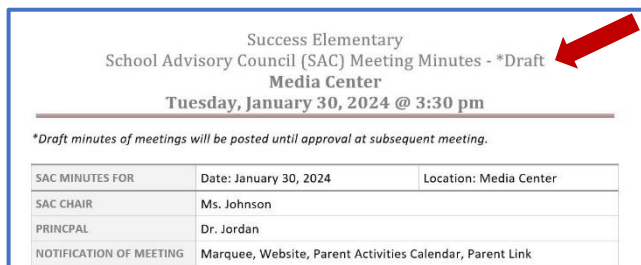 Success Elementary
School Advisory Council (SAC) Meeting Minutes - *Draft
Media Center
Tuesday, January 30, 2024 @ 3:30 pm
*Draft minutes of meetings will be posted until approval at subsequent meeting.
SAC MINUTES FOR Date: January 30, 2024 Location: Media Center
SAC CHAIR Ms. Johnson
PRINCPAL Dr. Jordan
NOTIFICATION OF MEETING Marquee, Website, Parent Activities Calendar, Parent Link